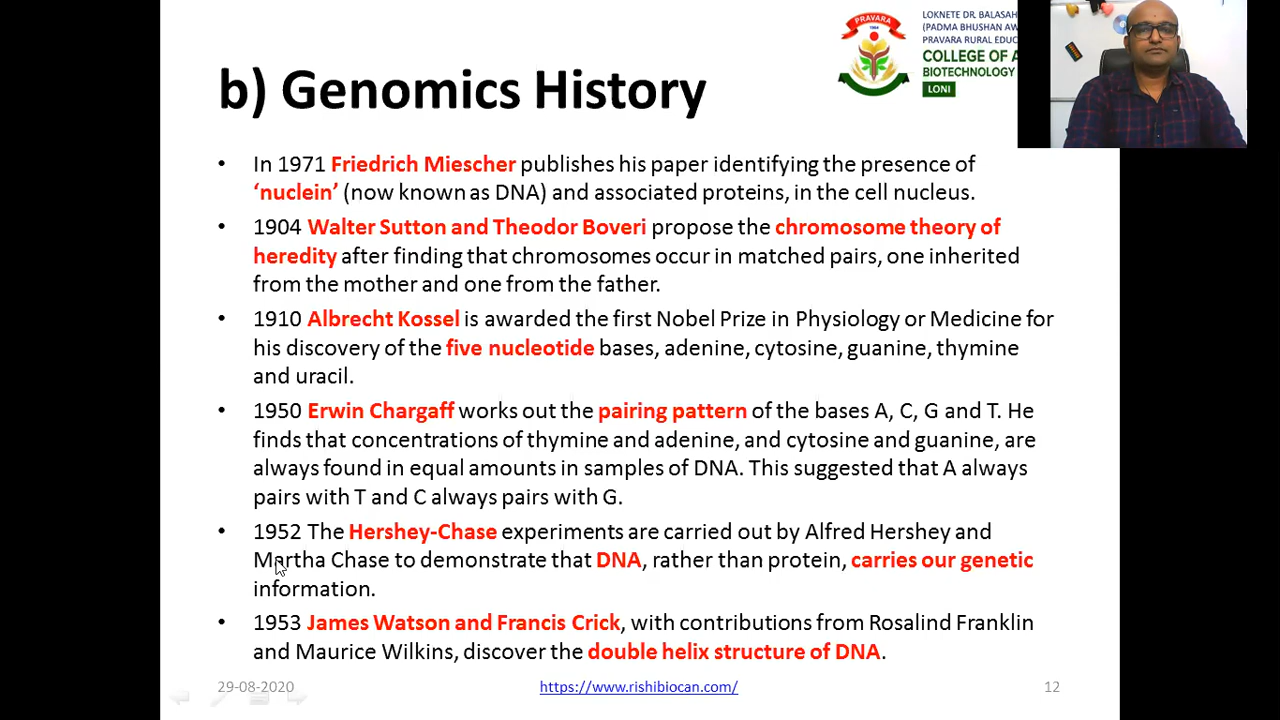 PRAVARA
LOKNETE DR. BALASAH
(PADMA BHUSHAN AW
PRAVARA RURAL EDUC
COLLEGE OF A
BIOTECHNOLOGY
LONI
b) Genomics History
• In 1971 Friedrich Miescher publishes his paper identifying the presence of
‘nuclein’ (now known as DNA) and associated proteins, in the cell nucleus.
• 1904 Walter Sutton and Theodor Boveri propose the chromosome theory of
heredity after finding that chromosomes occur in matched pairs, one inherited
from the mother and one from the father.
• 1910 Albrecht Kossel is awarded the first Nobel Prize in Physiology or Medicine for
his discovery of the five nucleotide bases, adenine, cytosine, guanine, thymine
and uracil.
• 1950 Erwin Chargaff works out the pairing pattern of the bases A, C, G and T. He
finds that concentrations of thymine and adenine, and cytosine and guanine, are
always found in equal amounts in samples of DNA. This suggested that A always
pairs with T and C always pairs with G.
• 1952 The Hershey-Chase experiments are carried out by Alfred Hershey and
Martha Chase to demonstrate that DNA, rather than protein, carries our genetic
information.
• 1953 James Watson and Francis Crick, with contributions from Rosalind Franklin
and Maurice Wilkins, discover the double helix structure of DNA.
29-08-2020 https://www.rishibiocan.com/ 12